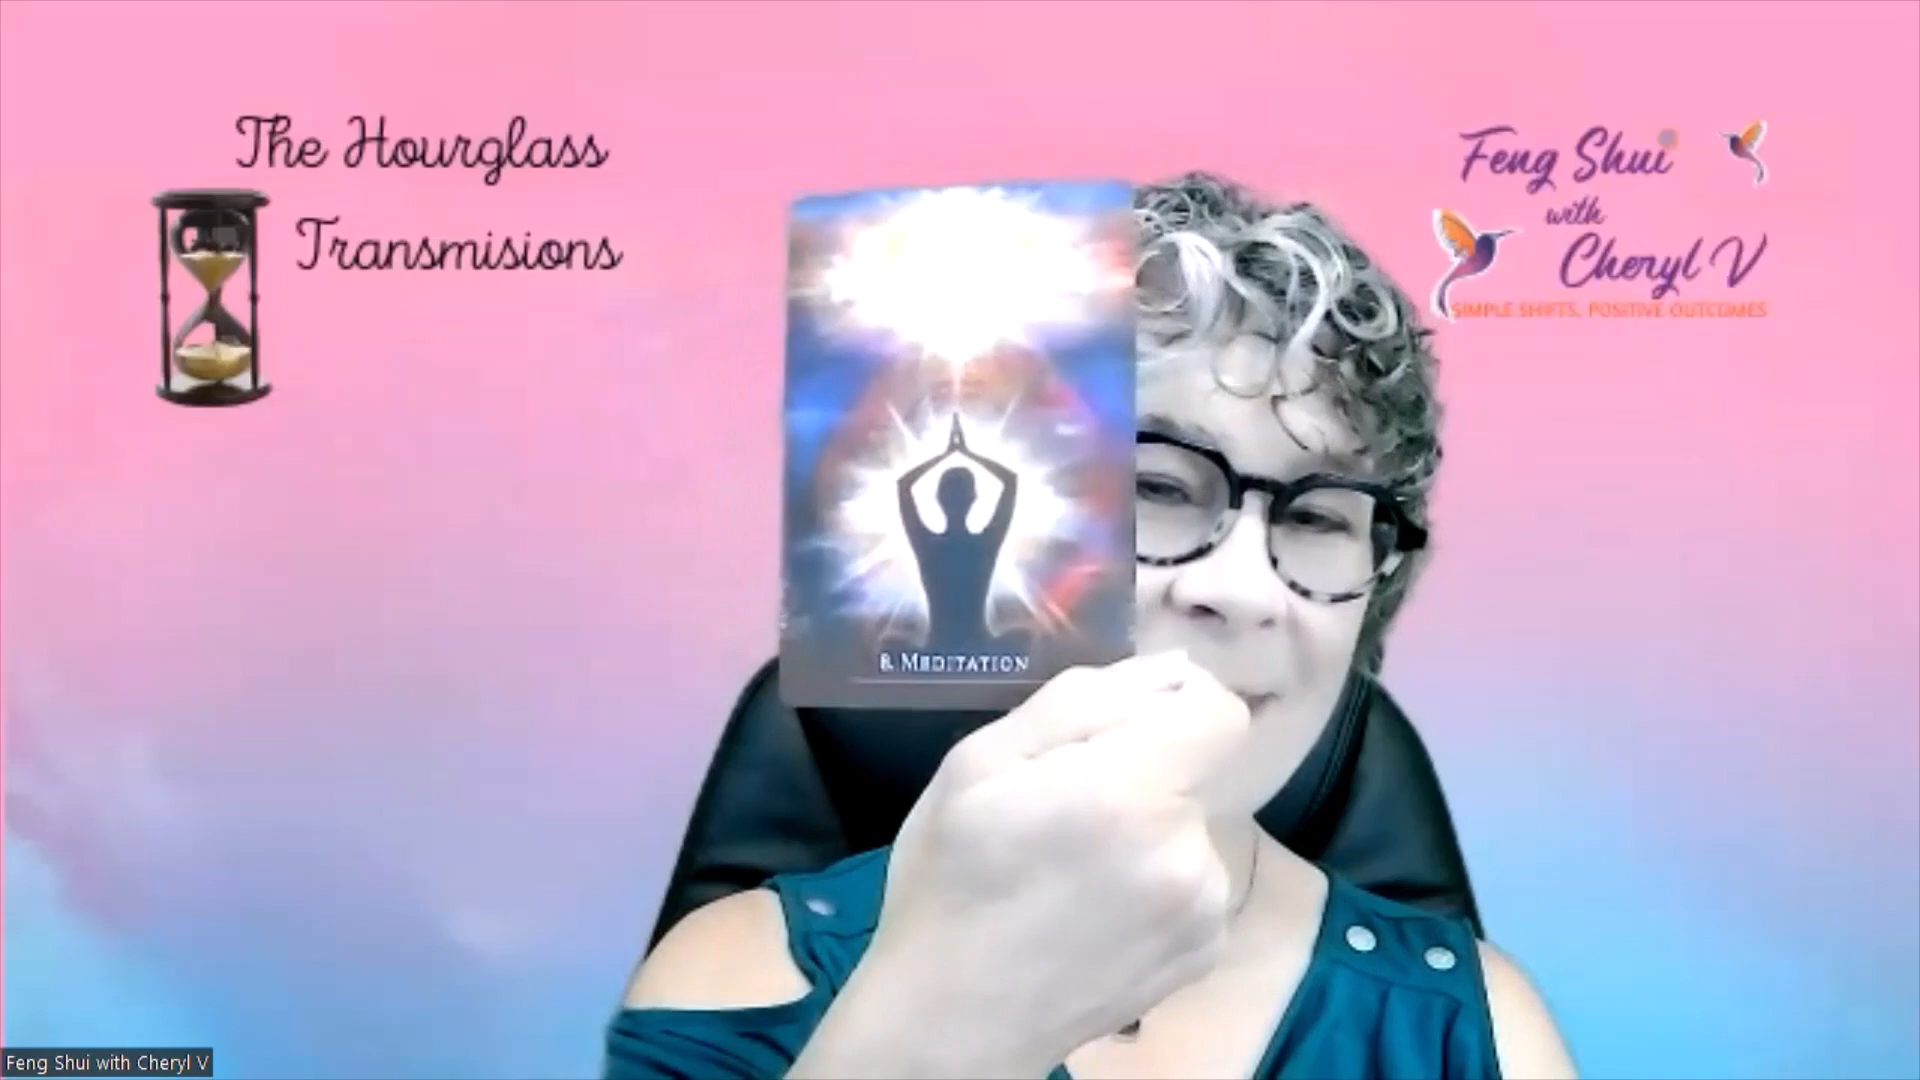 The Hourglass
Transmisions
Feng Shui
with
Cheryl V
SIMPLE SHIFTS, POSITIVE OUTCOMES
8. MEDITATION
Feng Shui with Cheryl V